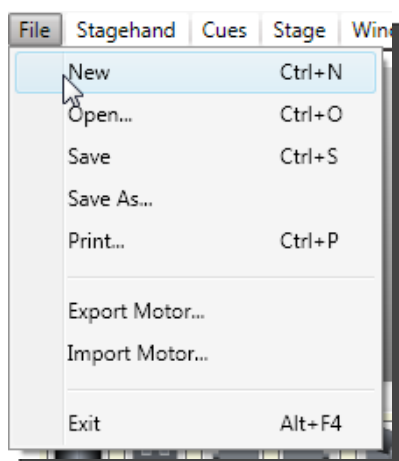 File Stagehand Cues Stage
New Ctrl+N
Open... Ctrl+O
Save Ctrl+S
Save As...
Print... Ctrl+P
Export Motor...
Import Motor...
Exit Alt+F4